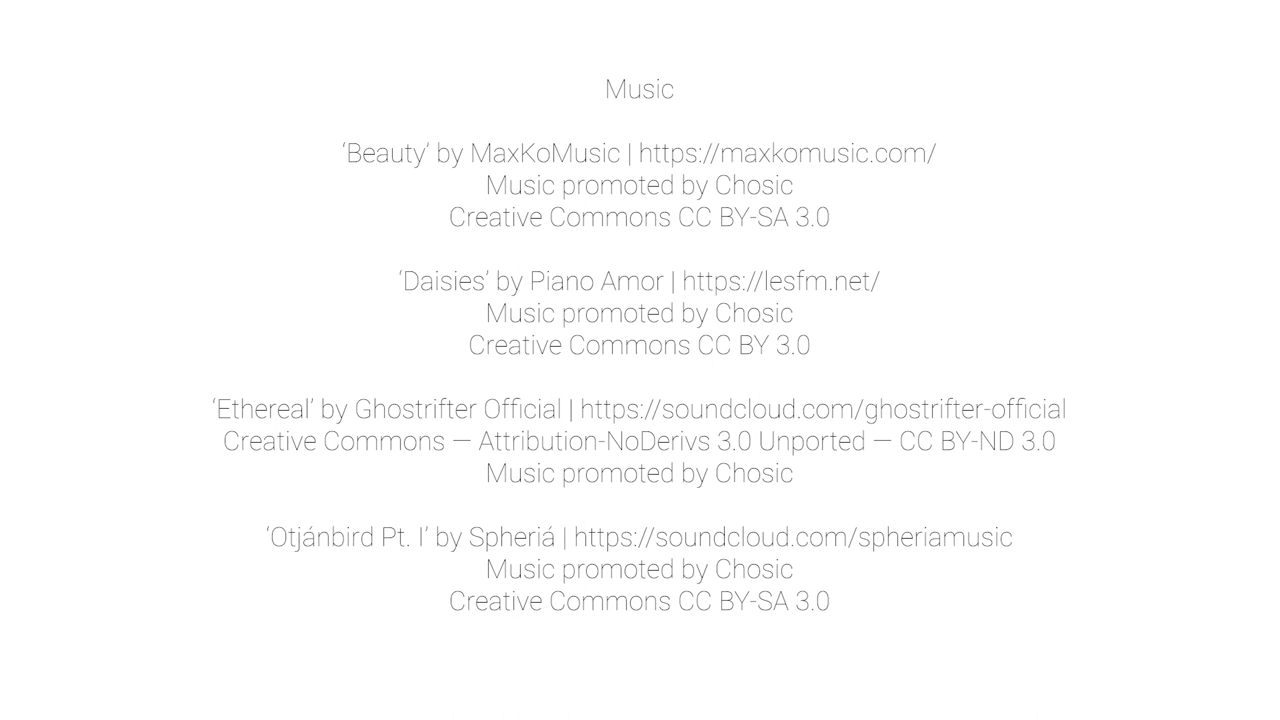 Music
‘Beauty’ by MaxKoMusic | https://maxkomusic.com/
Music promoted by Chosic
Creative Commons CC BY-SA 3.0
‘Daisies’ by Piano Amor | https://lesfm.net/
Music promoted by Chosic
Creative Commons CC BY 3.0
‘Ethereal’ by Ghostrifter Official | https://soundcloud.com/ghostrifter-official
Creative Commons — Attribution-NoDerivs 3.0 Unported — CC BY-ND 3.0
Music promoted by Chosic
‘Otjánbird Pt. I’ by Spheriá | https://soundcloud.com/spheriamusic
Music promoted by Chosic
Creative Commons CC BY-SA 3.0